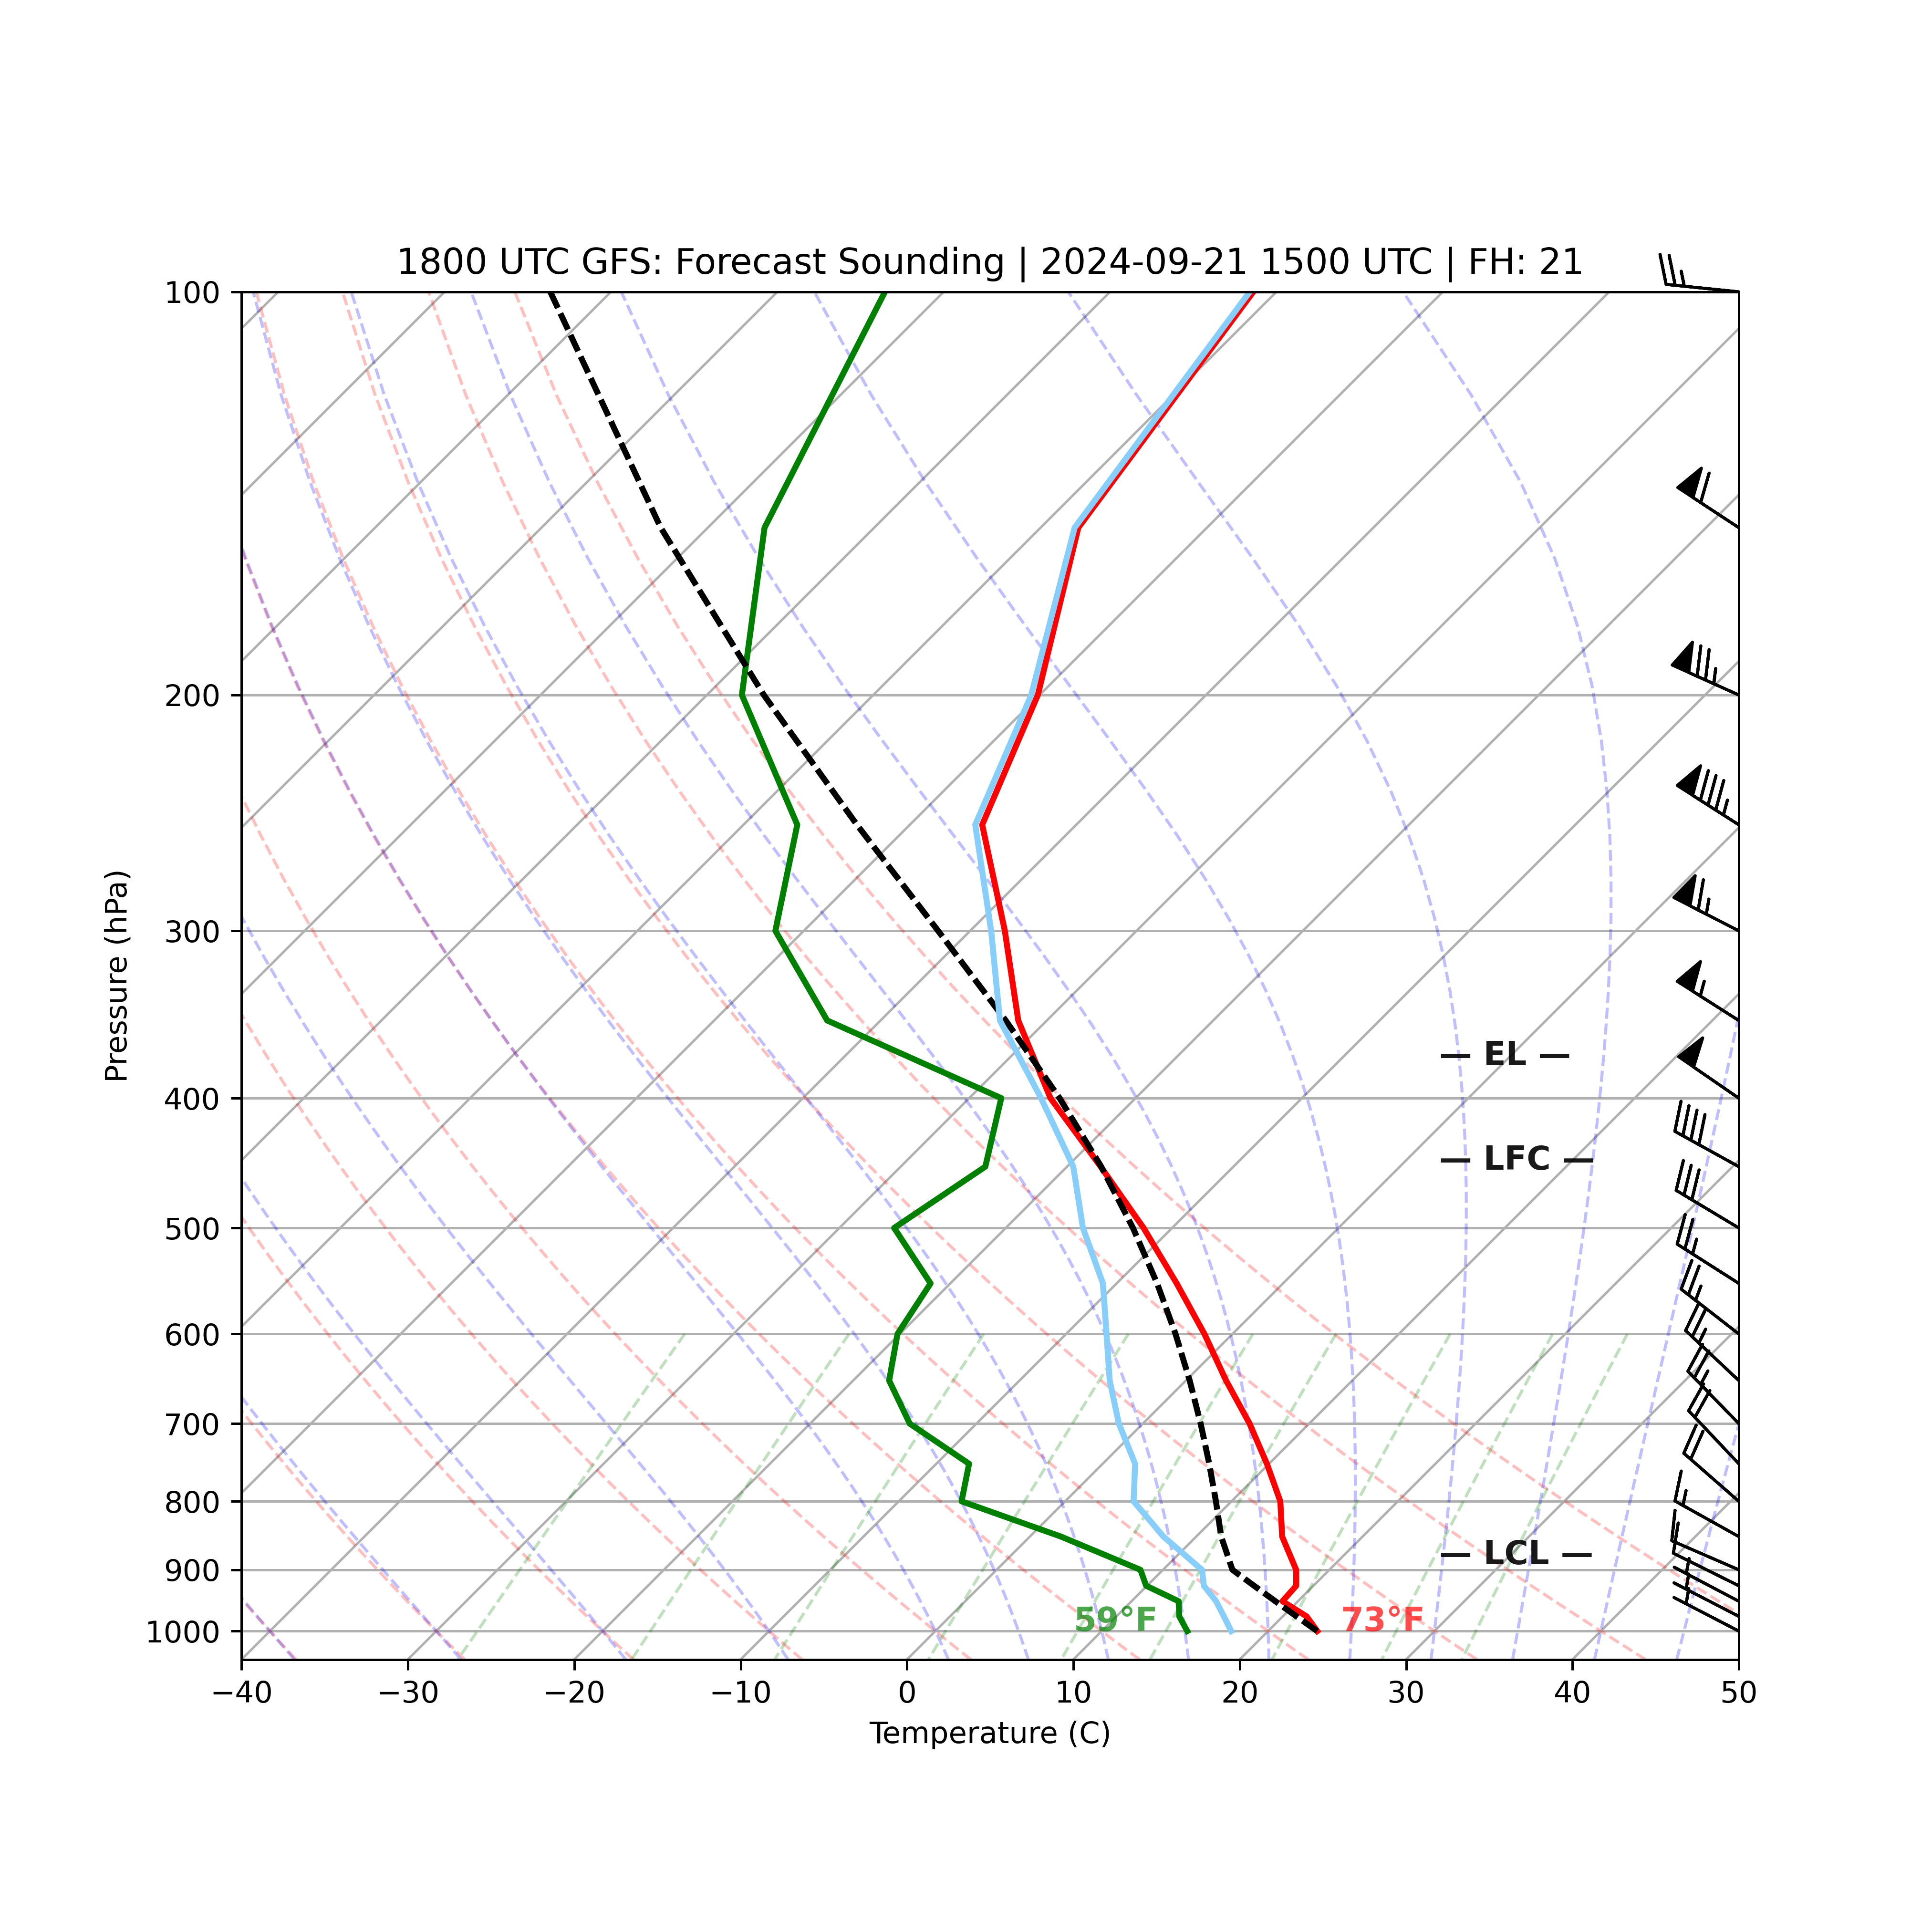 1800 UTC GFS: Forecast Sounding | 2024-09-21 1500 UTC | FH: 21
100
200
300
400
500
600
700
800
900
1000
Pressure (hPa)
— EL —
— LFC —
— LCL —
59°F
73°F
−40 −30 −20 −10 0 10 20 30 40 50
Temperature (C)